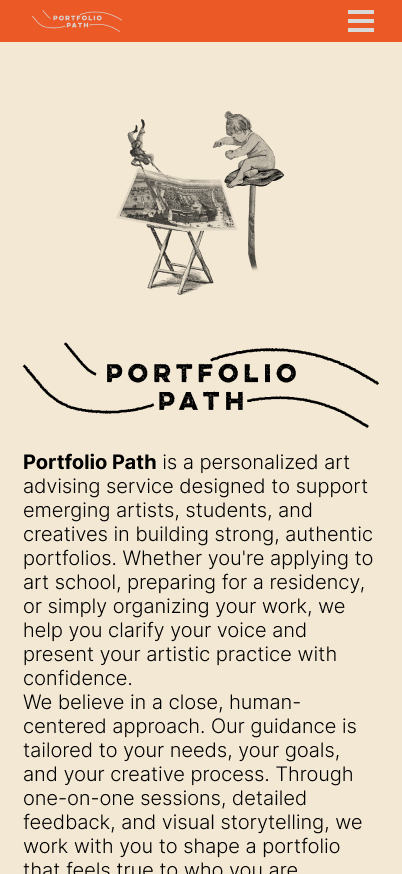 PORTFOLIO
PATH
PORTFOLIO
PATH
Portfolio Path is a personalized art
advising service designed to support
emerging artists, students, and
creatives in building strong, authentic
portfolios. Whether you're applying to
art school, preparing for a residency,
or simply organizing your work, we
help you clarify your voice and
present your artistic practice with
confidence.
We believe in a close, human-
centered approach. Our guidance is
tailored to your needs, your goals,
and your creative process. Through
one-on-one sessions, detailed
feedback, and visual storytelling, we
work with you to shape a portfolio
that feels true to who you are